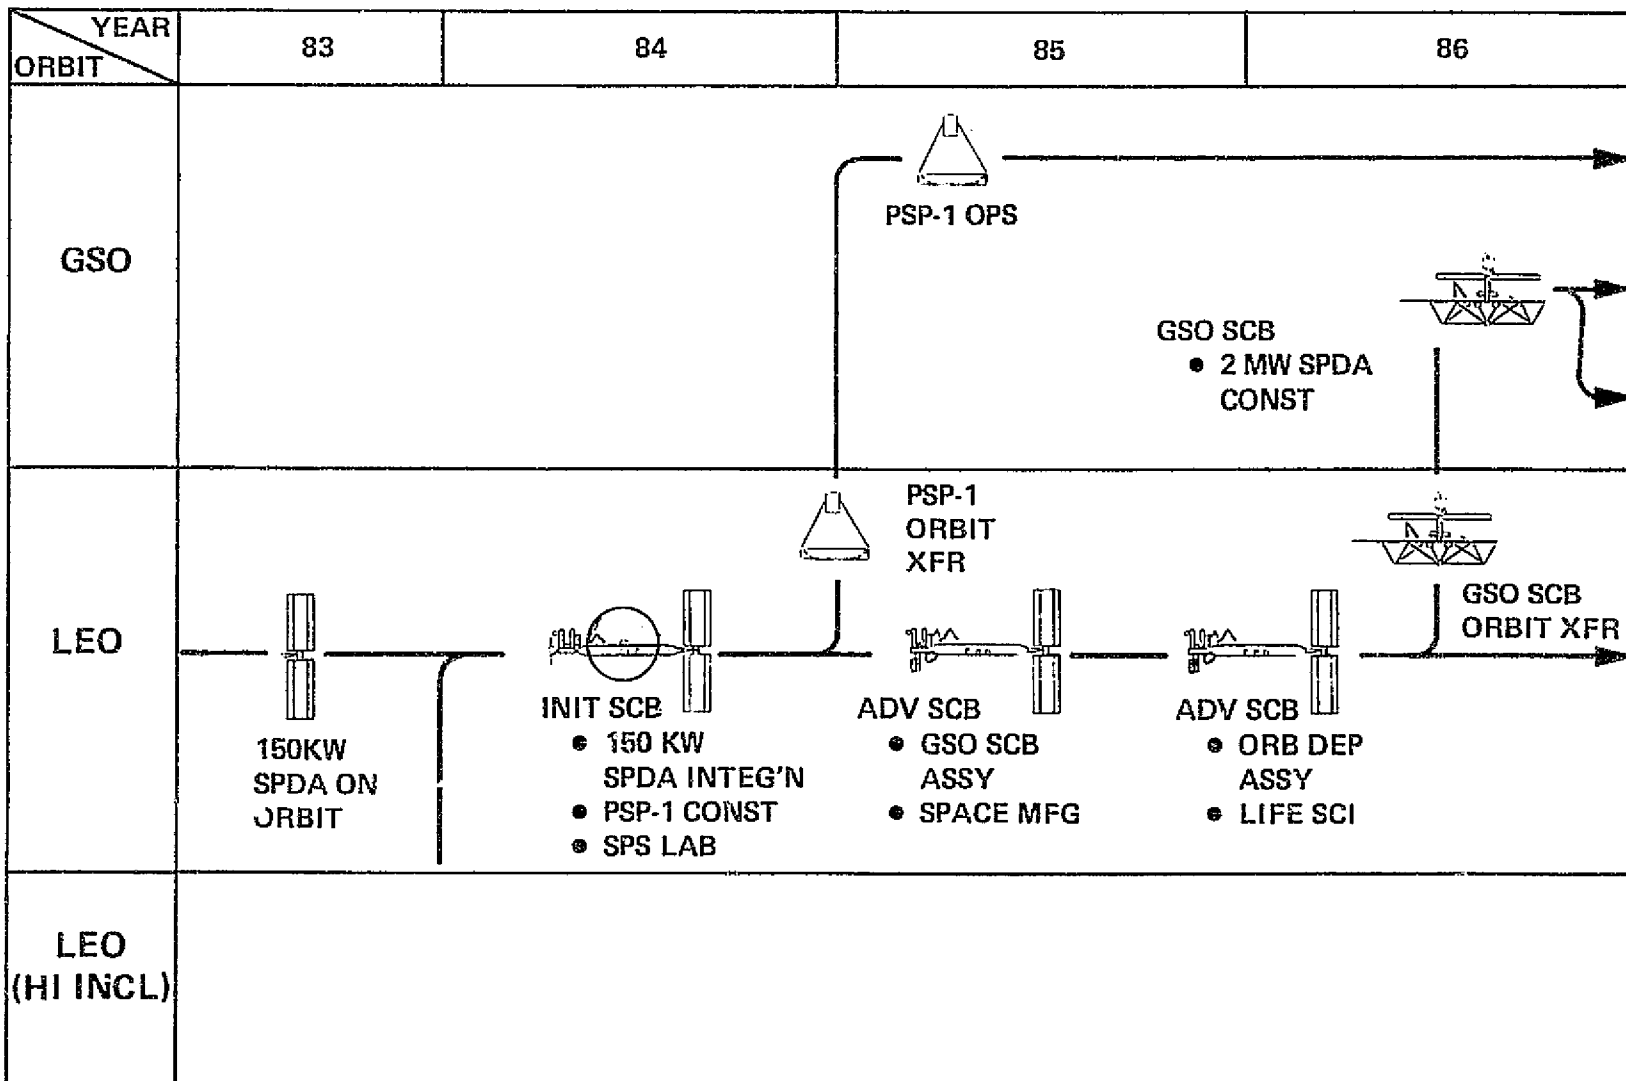 YEAR
ORBIT
83
84
85
86
GSO
PSP-1 OPS
GSO SCB
● 2 MW SPDA
CONST
LEO
PSP-1
ORBIT
XFR
GSO SCB
ORBIT XFR
150KW
SPDA ON
ORBIT
INIT SCB
● 150 KW
SPDA INTEG'N
● PSP-1 CONST
● SPS LAB
ADV SCB
● GSO SCB
ASSY
● SPACE MFG
ADV SCB
● ORB DEP
ASSY
● LIFE SCI
LEO
(HI INCL)